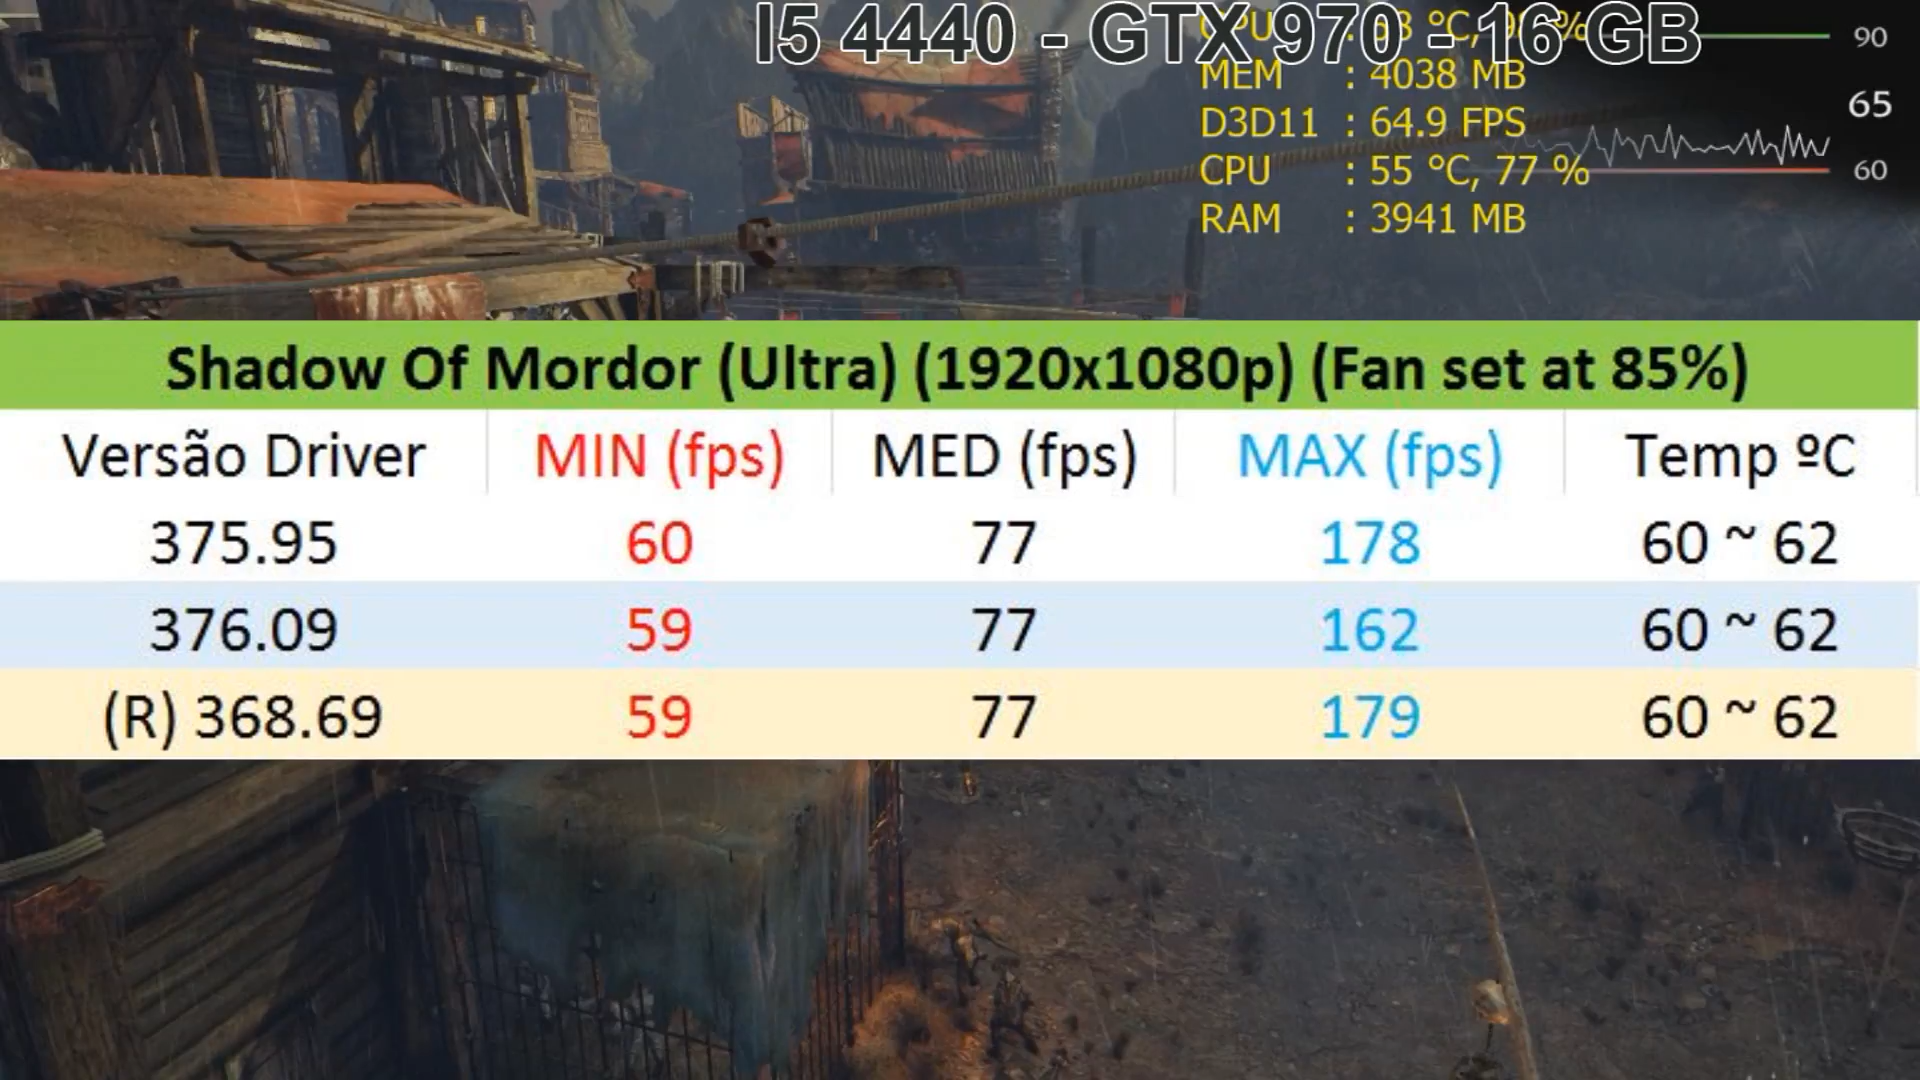 I5 4440 - GTX 970 - 16 GB
90
MEM : 4038 MB
65
D3D11 : 64.9 FPS
CPU : 55 °C, 77 %
60
RAM : 3941 MB
Shadow Of Mordor (Ultra) (1920x1080p) (Fan set at 85%)
Versão Driver MIN (fps) MED (fps) MAX (fps) Temp ºC
375.95 60 77 178 60 ~ 62
376.09 59 77 162 60 ~ 62
(R) 368.69 59 77 179 60 ~ 62